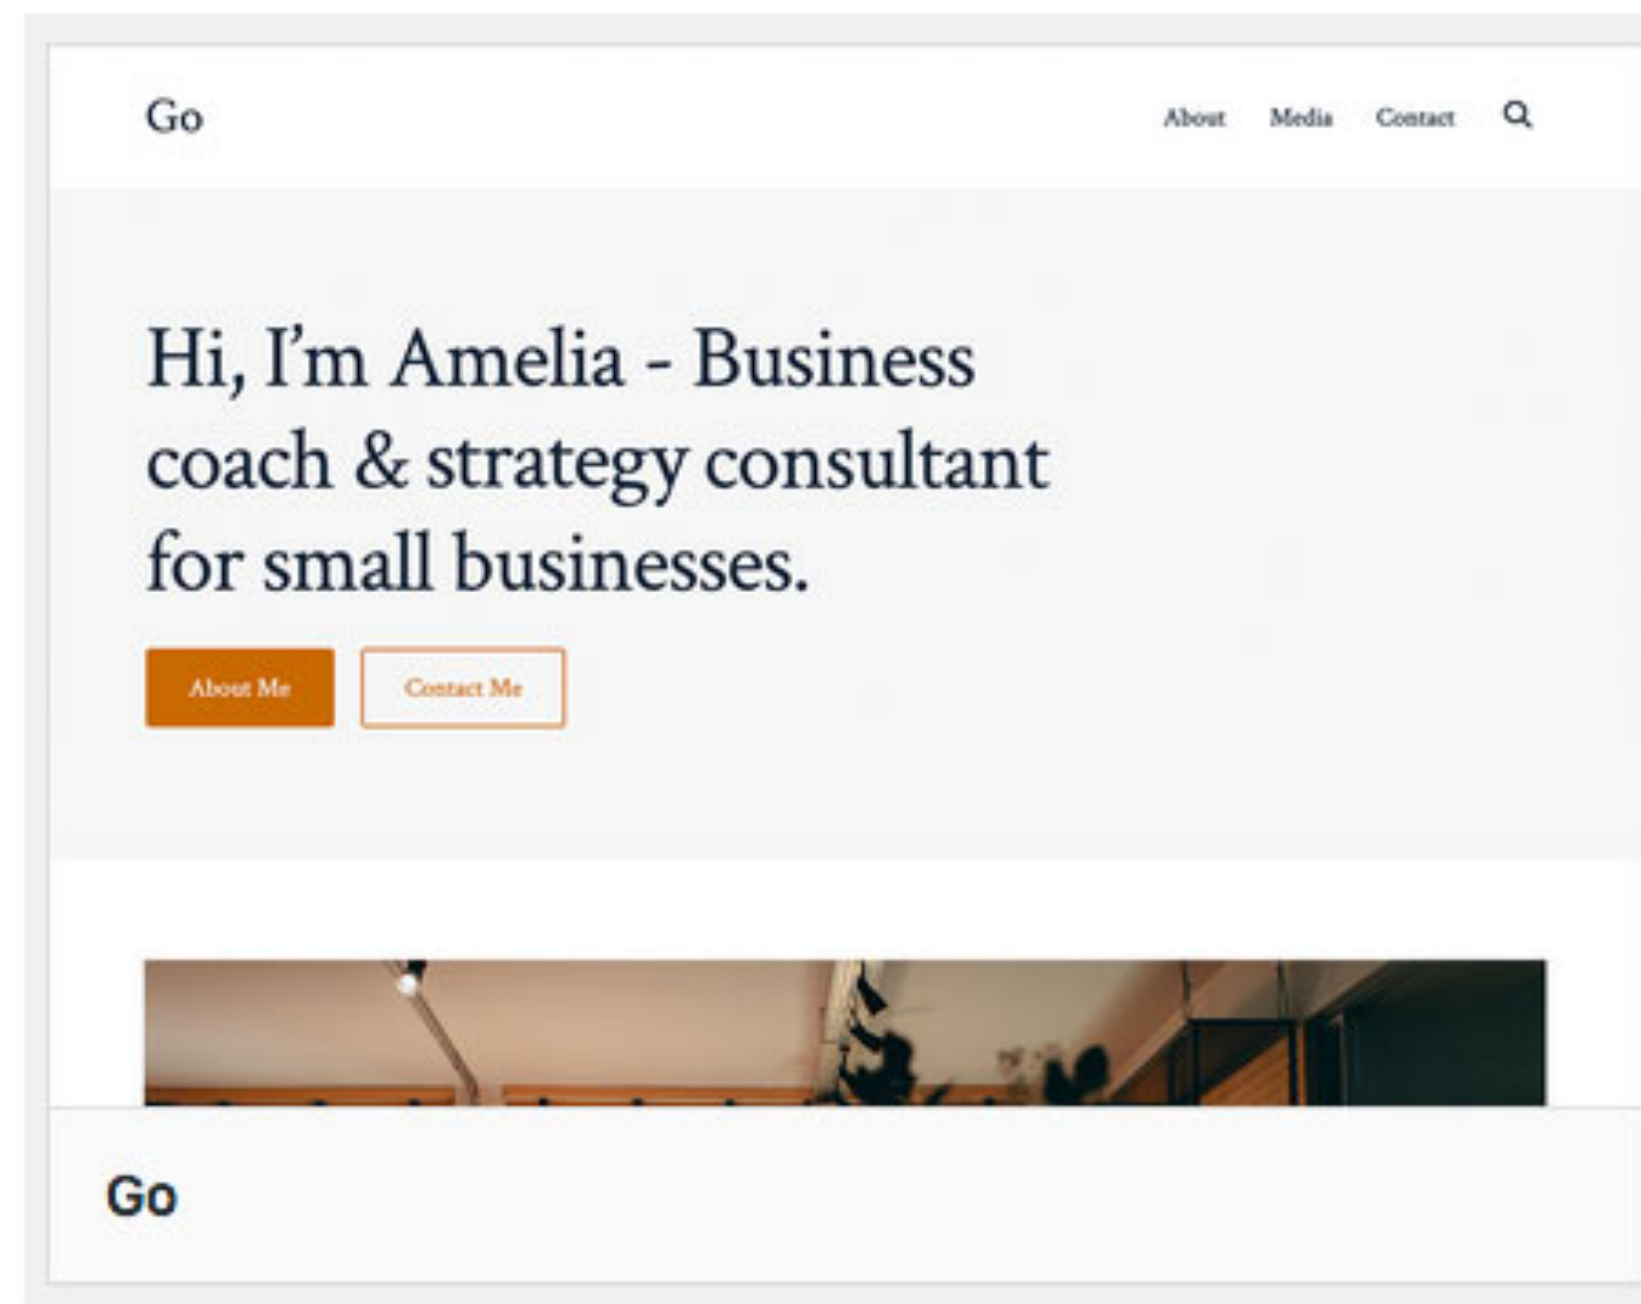 Go
About Media Contact
Hi, I’m Amelia - Business
coach & strategy consultant
for small businesses.
About Me Contact Me
Go